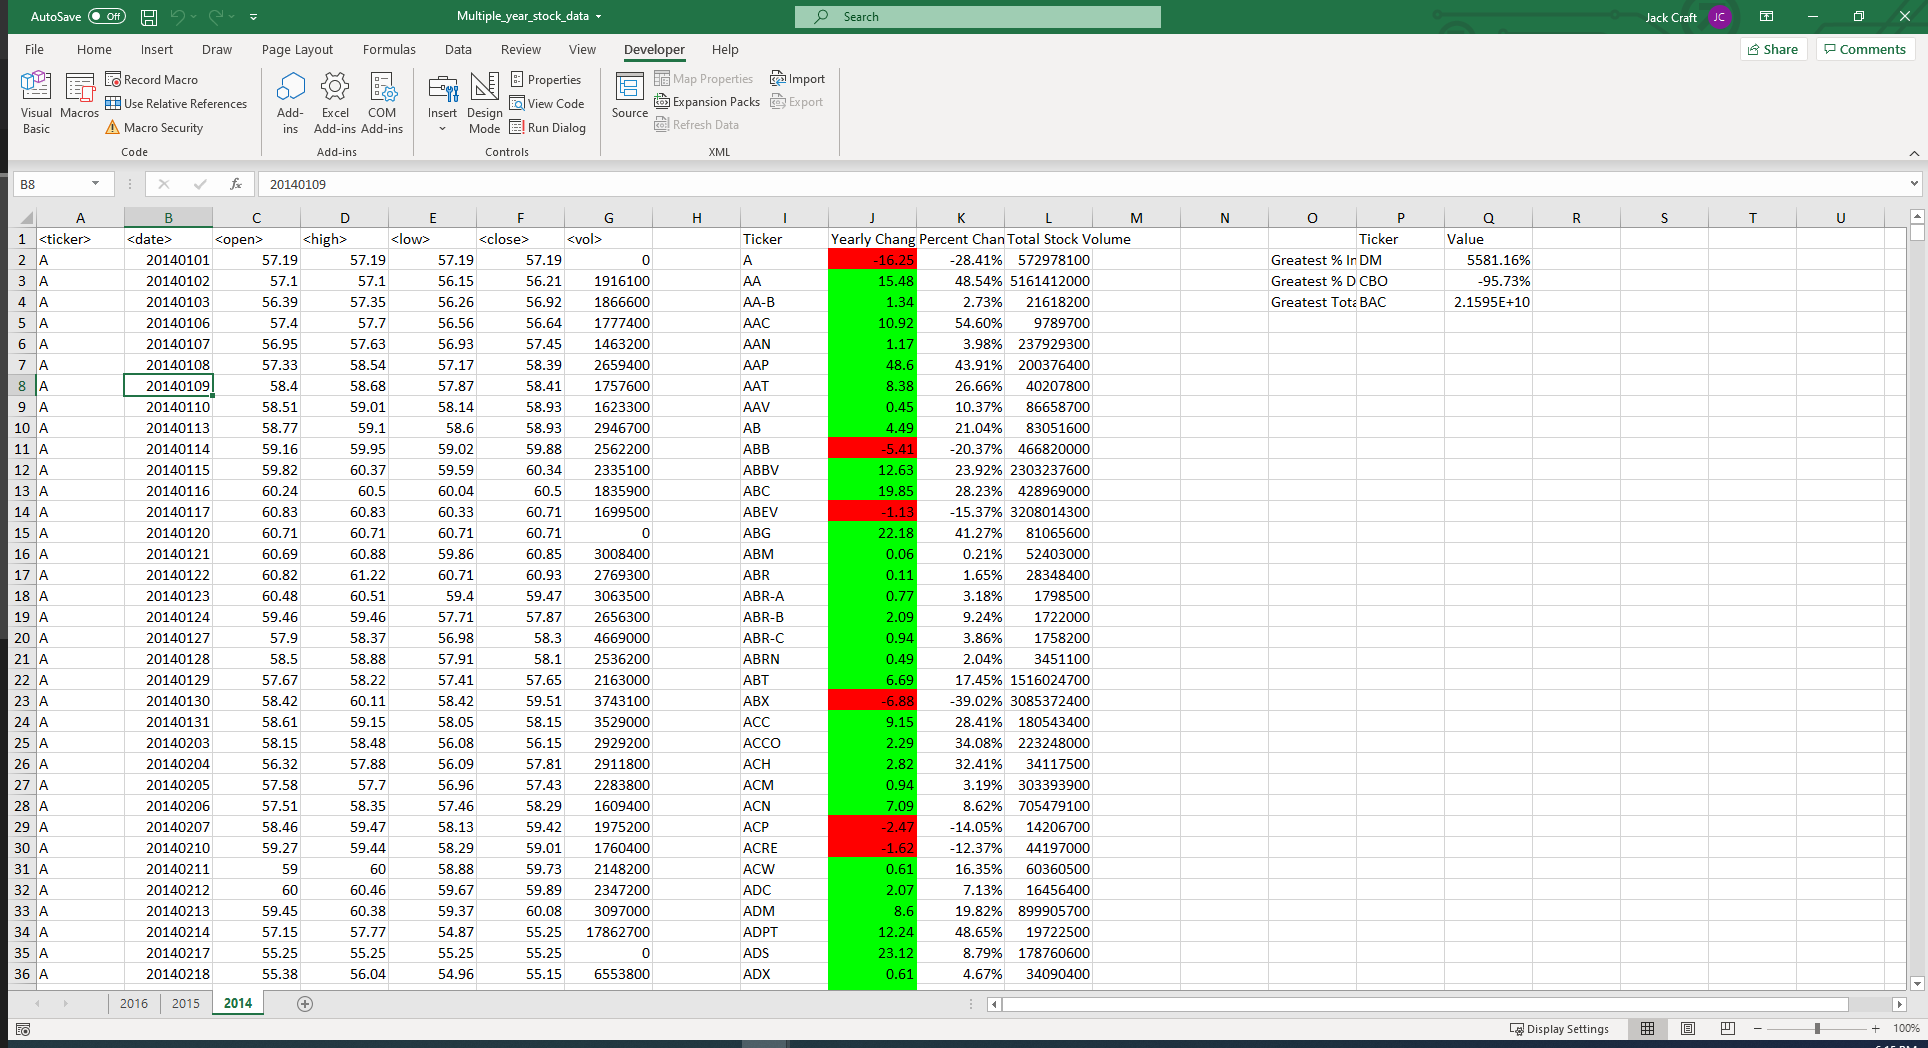 AutoSave Off Multiple_year_stock_data Search Jack Craft JC
File Home Insert Draw Page Layout Formulas Data Review View Developer Help Share Comments
Visual Basic
Macros
Record Macro
Use Relative References
Macro Security
Code
Add-ins
Excel Add-ins
COM Add-ins
Add-ins
Insert
Design Mode
Properties
View Code
Run Dialog
Controls
Source
Map Properties
Expansion Packs
Refresh Data
Import
Export
XML
B8 fx 20140109
A B C D E F G H I J K L M N O P Q R S T U
1 <ticker> <date> <open> <high> <low> <close> <vol> Ticker Yearly Chang Percent Chan Total Stock Volume Ticker Value
2 A 20140101 57.19 57.19 57.19 57.19 0 A -16.25 -28.41% 572978100 Greatest % In DM 5581.16%
3 A 20140102 57.1 57.1 56.15 56.21 1916100 AA 15.48 48.54% 5161412000 Greatest % D CBO -95.73%
4 A 20140103 56.39 57.35 56.26 56.92 1866600 AA-B 1.34 2.73% 21618200 Greatest Tota BAC 2.1595E+10
5 A 20140106 57.4 57.7 56.56 56.64 1777400 AAC 10.92 54.60% 9789700
6 A 20140107 56.95 57.63 56.93 57.45 1463200 AAN 1.17 3.98% 237929300
7 A 20140108 57.33 58.54 57.17 58.39 2659400 AAP 48.6 43.91% 200376400
8 A 20140109 58.4 58.68 57.87 58.41 1757600 AAT 8.38 26.66% 40207800
9 A 20140110 58.51 59.01 58.14 58.93 1623300 AAV 0.45 10.37% 86658700
10 A 20140113 58.77 59.1 58.6 58.93 2946700 AB 4.49 21.04% 83051600
11 A 20140114 59.16 59.95 59.02 59.88 2562200 ABB -5.41 -20.37% 466820000
12 A 20140115 59.82 60.37 59.59 60.34 2335100 ABBV 12.63 23.92% 2303237600
13 A 20140116 60.24 60.5 60.04 60.5 1835900 ABC 19.85 28.23% 428969000
14 A 20140117 60.83 60.83 60.33 60.71 1699500 ABEV -1.13 -15.37% 3208014300
15 A 20140120 60.71 60.71 60.71 60.71 0 ABG 22.18 41.27% 81065600
16 A 20140121 60.69 60.88 59.86 60.85 3008400 ABM 0.06 0.21% 52403000
17 A 20140122 60.82 61.22 60.71 60.93 2769300 ABR 0.11 1.65% 28348400
18 A 20140123 60.48 60.51 59.4 59.47 3063500 ABR-A 0.77 3.18% 1798500
19 A 20140124 59.46 59.46 57.71 57.87 2656300 ABR-B 2.09 9.24% 1722000
20 A 20140127 57.9 58.37 56.98 58.3 4669000 ABR-C 0.94 3.86% 1758200
21 A 20140128 58.5 58.88 57.91 58.1 2536200 ABRN 0.49 2.04% 3451100
22 A 20140129 57.67 58.22 57.41 57.65 2163000 ABT 6.69 17.45% 1516024700
23 A 20140130 58.42 60.11 58.42 59.51 3743100 ABX -6.88 -39.02% 3085372400
24 A 20140131 58.61 59.15 58.05 58.15 3529000 ACC 9.15 28.41% 180543400
25 A 20140203 58.15 58.48 56.08 56.15 2929200 ACCO 2.29 34.08% 223248000
26 A 20140204 56.32 57.88 56.09 57.81 2911800 ACH 2.82 32.41% 34117500
27 A 20140205 57.58 57.7 56.96 57.43 2283800 ACM 0.94 3.19% 303393900
28 A 20140206 57.51 58.35 57.46 58.29 1609400 ACN 7.09 8.62% 705479100
29 A 20140207 58.46 59.47 58.13 59.42 1975200 ACP -2.47 -14.05% 14206700
30 A 20140210 59.27 59.44 58.29 59.01 1760400 ACRE -1.62 -12.37% 44197000
31 A 20140211 59 60 58.88 59.73 2148200 ACW 0.61 16.35% 60360500
32 A 20140212 60 60.46 59.67 59.89 2347200 ADC 2.07 7.13% 16456400
33 A 20140213 59.45 60.38 59.37 60.08 3097000 ADM 8.6 19.82% 899905700
34 A 20140214 57.15 57.77 54.87 55.25 17862700 ADPT 12.24 48.65% 19722500
35 A 20140217 55.25 55.25 55.25 55.25 0 ADS 23.12 8.79% 178760600
36 A 20140218 55.38 56.04 54.96 55.15 6553800 ADX 0.61 4.67% 34090400
2016 2015 2014
Display Settings 100%